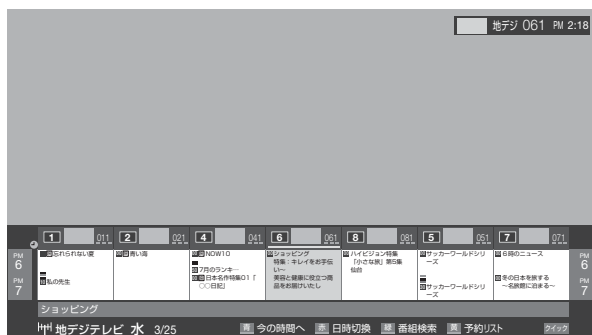 地デジ 061 PM 2:18
1 011 2 021 4 041 6 061 8 081 5 051 7 071
PM
6
PM
7
忘れられない夏
私の先生
青い海
NOW10
7月のランキー
日本名作特集01「
○○日記」
ショッピング
特集：キレイをお手伝
い～
美容と健康に役立つ商
品をお届けいたし
ハイビジョン特集
「小さな旅」第5集
仙台
サッカーワールドシリ
ーズ
サッカーワールドシリ
ーズ
6時のニュース
冬の日本を旅する
～名旅館に泊まる～
PM
6
PM
7
ショッピング
地デジテレビ 水 3/25 青 今の時間へ 赤 日時切換 緑 番組検索 黄 予約リスト クイック